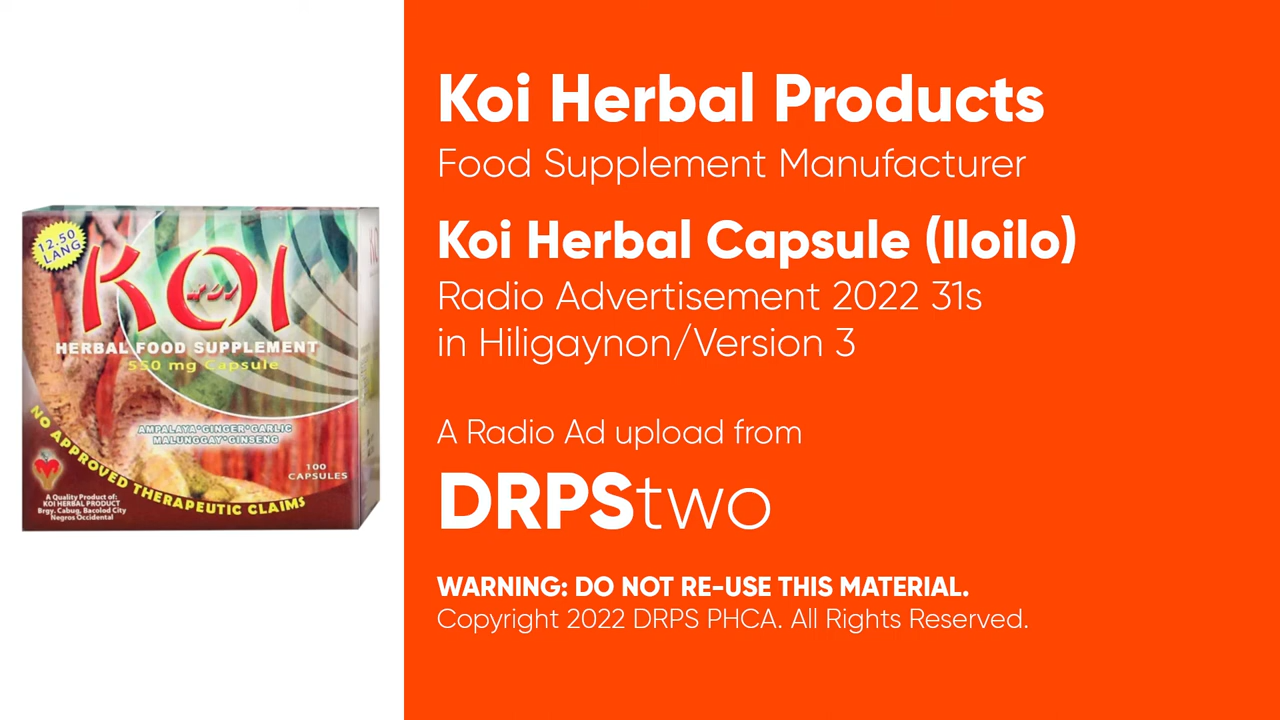 12.50
LANG
KOI
HERBAL FOOD SUPPLEMENT
550 mg Capsule
AMPALAYA*GINGER*GARLIC
MALUNGGAY*GINSENG
100
CAPSULES
NO APPROVED THERAPEUTIC CLAIMS
A Quality Product of:
KOI HERBAL PRODUCT
Brgy, Cabug, Bacolod City
Negros Occidental
Koi Herbal Products
Food Supplement Manufacturer
Koi Herbal Capsule (Iloilo)
Radio Advertisement 2022 31s
in Hiligaynon/Version 3
A Radio Ad upload from
DRPStwo
WARNING: DO NOT RE-USE THIS MATERIAL.
Copyright 2022 DRPS PHCA. All Rights Reserved.